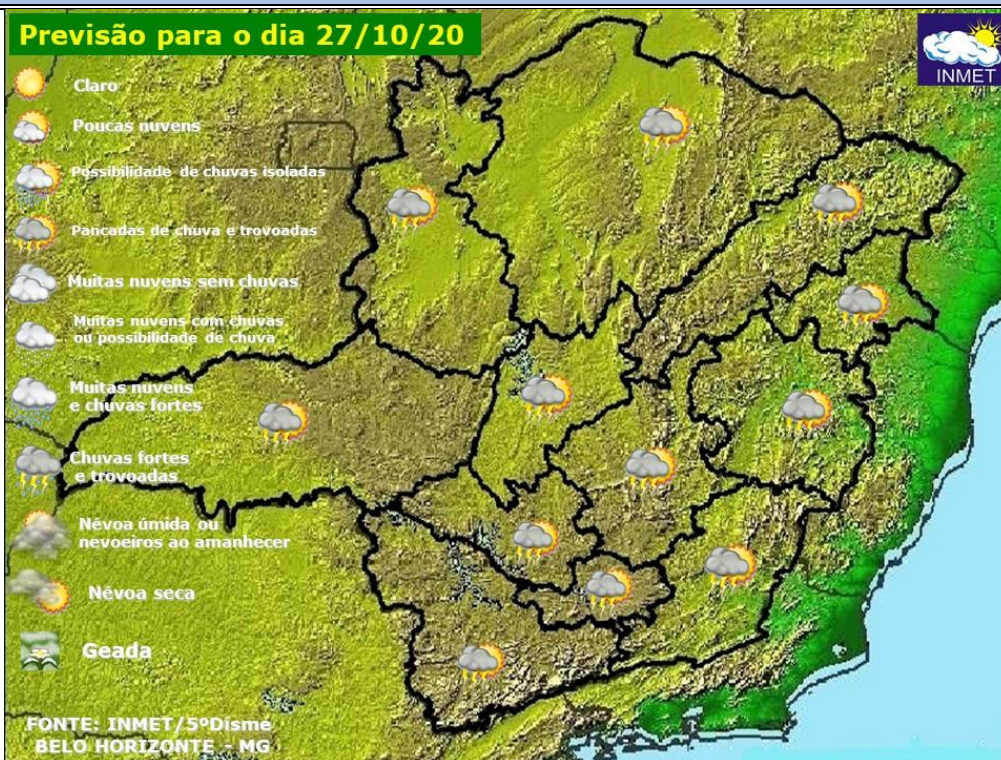 Previsão para o dia 27/10/20
INMET
Claro
Poucas nuvens
Possibilidade de chuvas isoladas
Pancadas de chuva e trovoadas
Muitas nuvens sem chuvas
Muitas nuvens com chuvas
ou possibilidade de chuva
Muitas nuvens
e chuvas fortes
Chuvas fortes
e trovoadas
Névoa úmida ou
nevoeiros ao amanhecer
Névoa seca
Geada
FONTE: INMET/5ºDisme
BELO HORIZONTE - MG